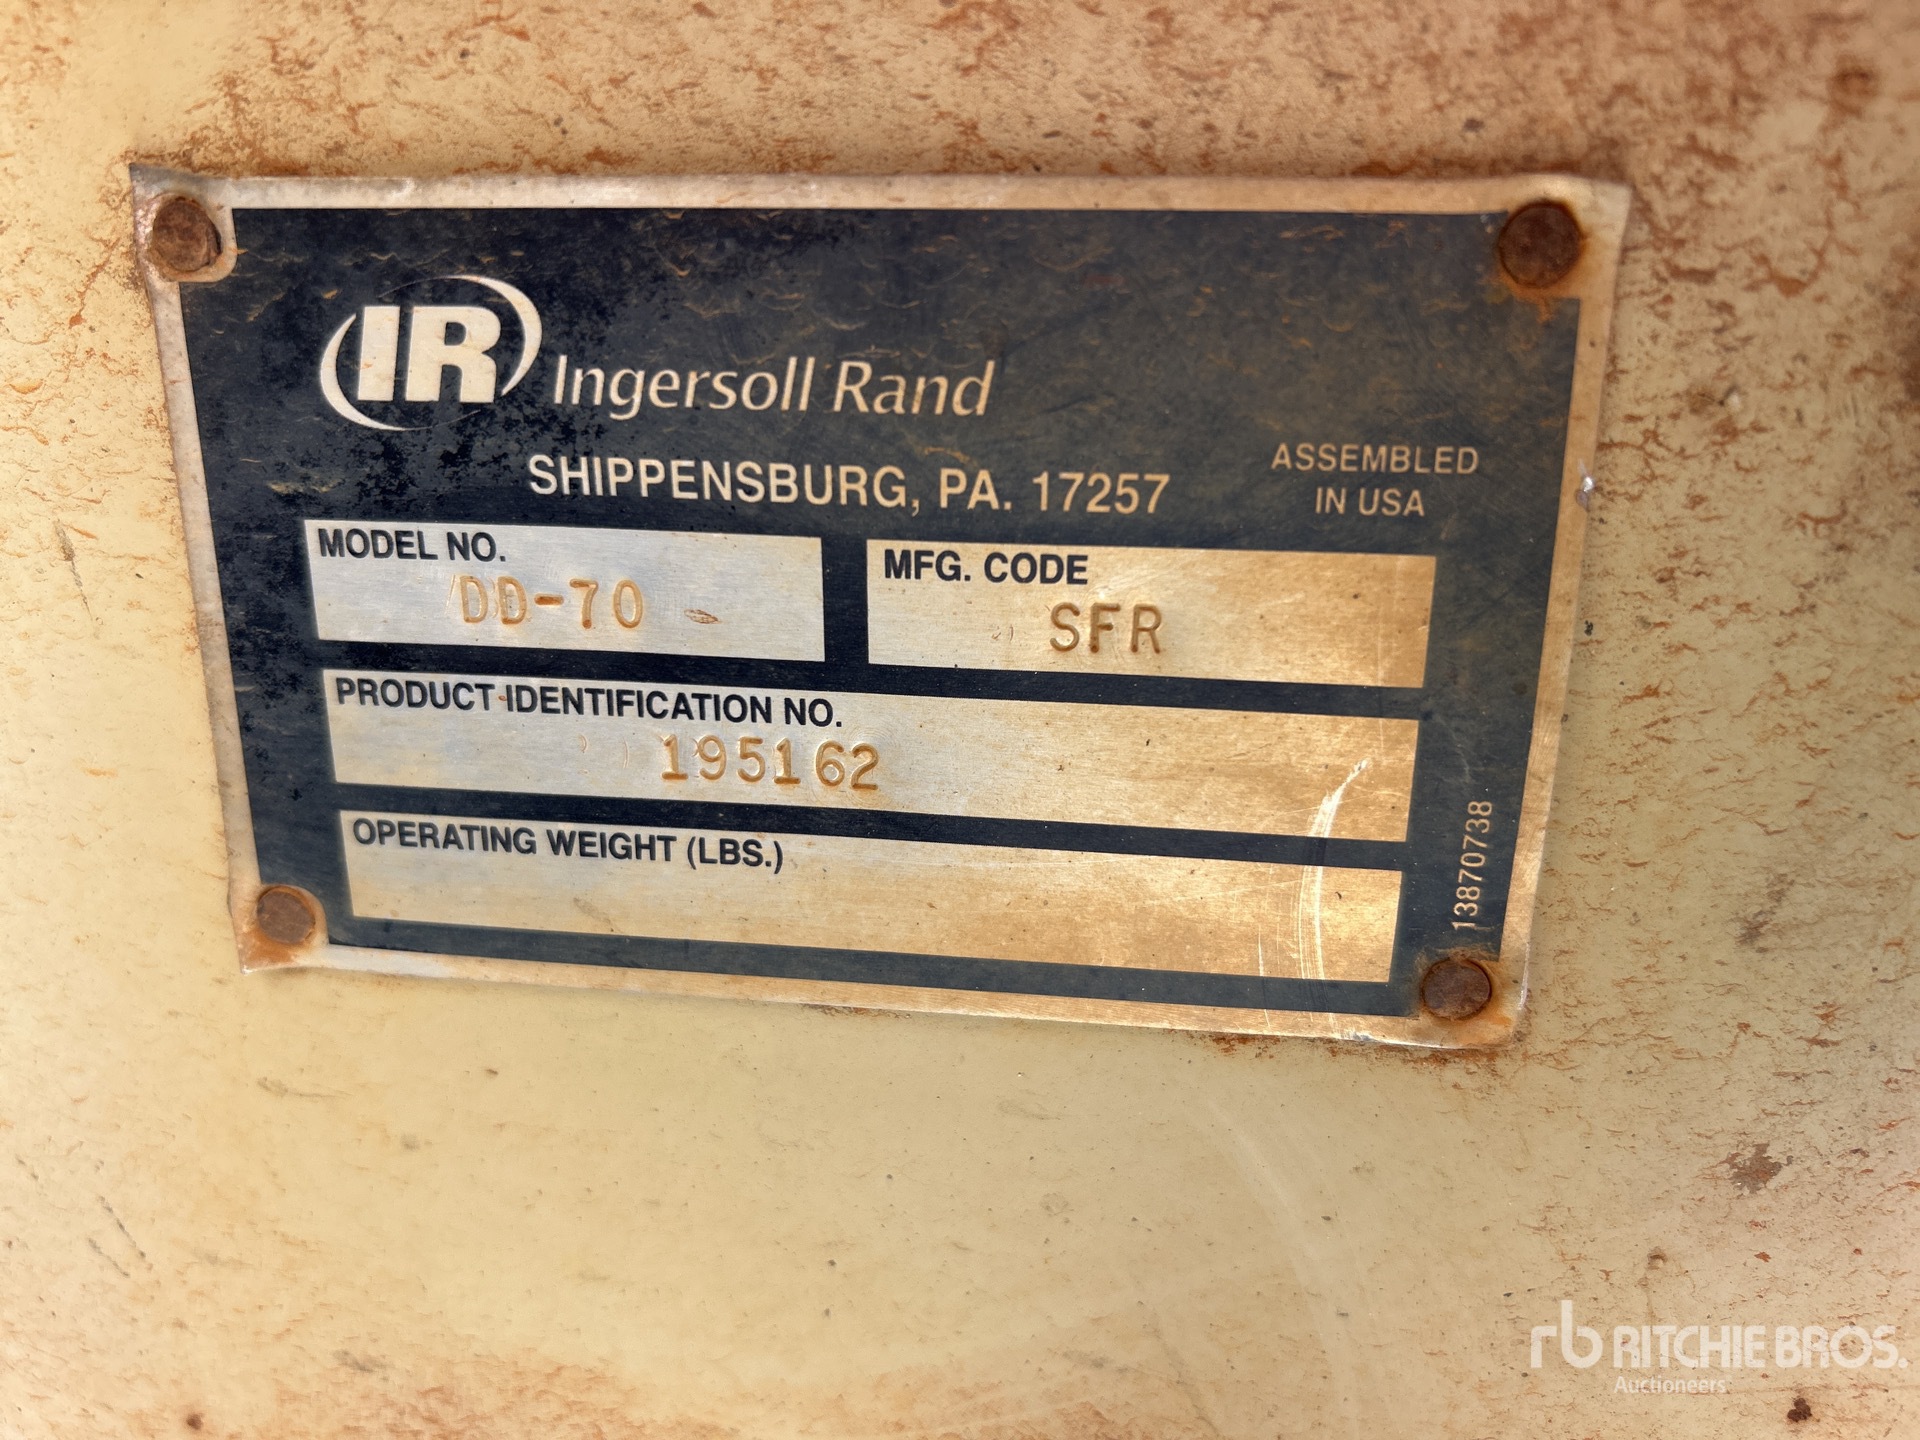 IR Ingersoll Rand
SHIPPENSBURG, PA. 17257
ASSEMBLED
IN USA
MODEL NO.
DD-70
MFG. CODE
SFR
PRODUCT IDENTIFICATION NO.
195162
OPERATING WEIGHT (LBS.)
13870738
rb RITCHIE BROS.
Auctioneers